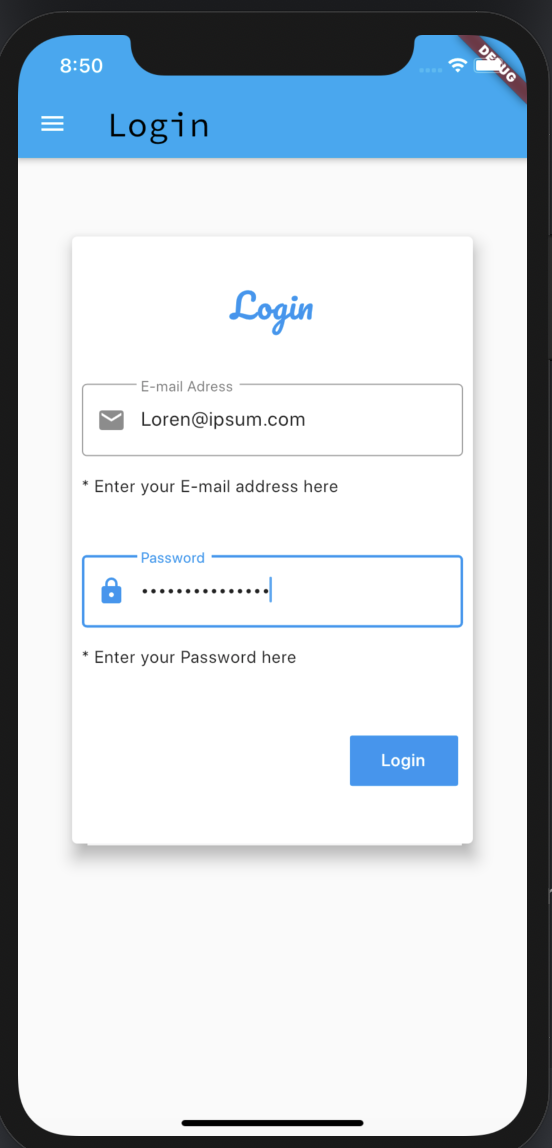 8:50
DEBUG
Login
Login
E-mail Adress
Loren@ipsum.com
* Enter your E-mail address here
Password
•••••••••••••••
* Enter your Password here
Login